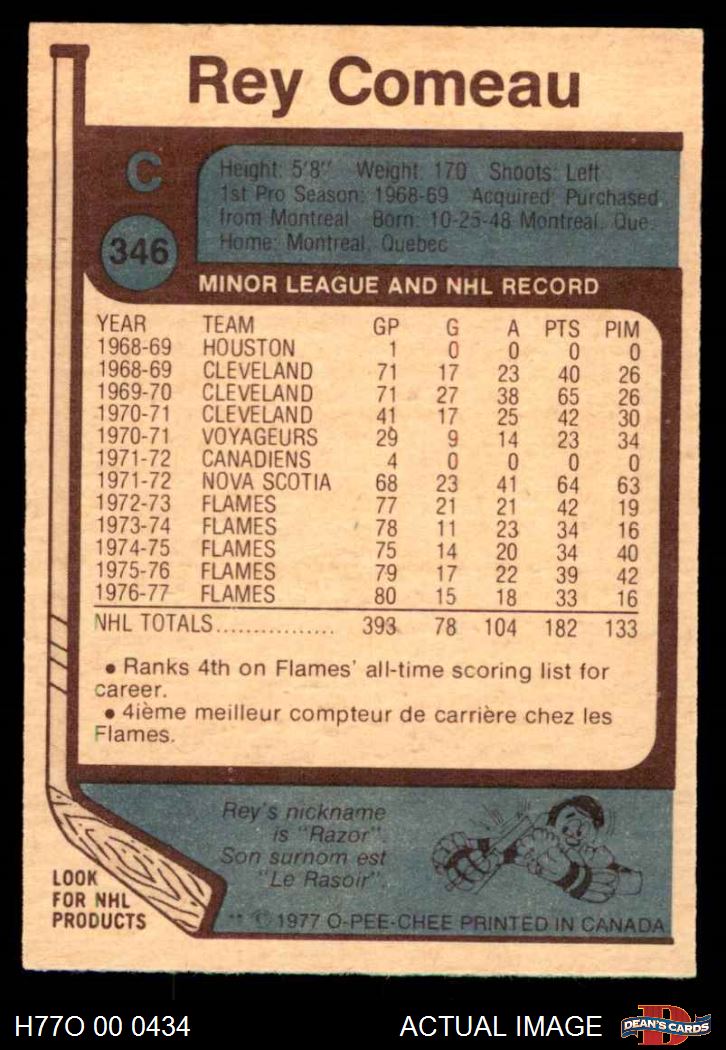 Rey Comeau
C
346
Height: 5'8" Weight: 170 Shoots: Left
1st Pro Season: 1968-69 Acquired: Purchased
from Montreal Born: 10-25-48 Montreal, Que.
Home: Montreal, Quebec
MINOR LEAGUE AND NHL RECORD
YEAR TEAM GP G A PTS PIM
1968-69 HOUSTON 1 0 0 0 0
1968-69 CLEVELAND 71 17 23 40 26
1969-70 CLEVELAND 71 27 38 65 26
1970-71 CLEVELAND 41 17 25 42 30
1970-71 VOYAGEURS 29 9 14 23 34
1971-72 CANADIENS 4 0 0 0 0
1971-72 NOVA SCOTIA 68 23 41 64 63
1972-73 FLAMES 77 21 21 42 19
1973-74 FLAMES 78 11 23 34 16
1974-75 FLAMES 75 14 20 34 40
1975-76 FLAMES 79 17 22 39 42
1976-77 FLAMES 80 15 18 33 16
NHL TOTALS................ 393 78 104 182 133
• Ranks 4th on Flames' all-time scoring list for
career.
• 4ième meilleur compteur de carrière chez les
Flames.
Rey's nickname
is "Razor".
Son surnom est
"Le Rasoir".
LOOK
FOR NHL
PRODUCTS
** © 1977 O-PEE-CHEE PRINTED IN CANADA
H77O 00 0434
ACTUAL IMAGE
D
DEAN'S CARDS